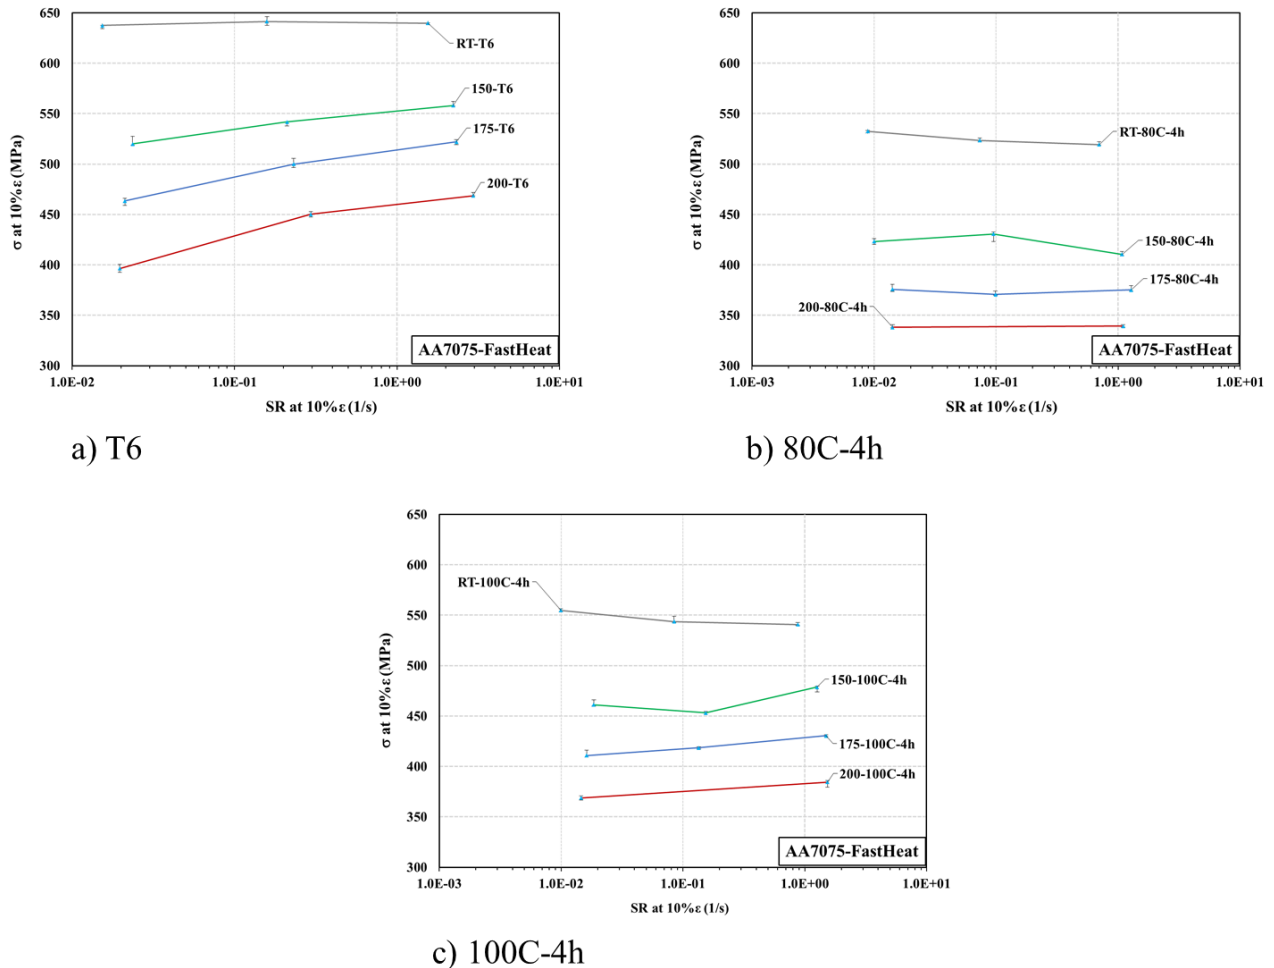 650
600
550
500
450
400
350
300
σ at 10%ε (MPa)
RT-T6
150-T6
175-T6
200-T6
AA7075-FastHeat
1.0E-02 1.0E-01 1.0E+00 1.0E+01
SR at 10%ε (1/s)
a) T6
650
600
550
500
450
400
350
300
σ at 10%ε (MPa)
RT-80C-4h
150-80C-4h
175-80C-4h
200-80C-4h
AA7075-FastHeat
1.0E-03 1.0E-02 1.0E-01 1.0E+00 1.0E+01
SR at 10%ε (1/s)
b) 80C-4h
650
600
550
500
450
400
350
300
σ at 10%ε (MPa)
RT-100C-4h
150-100C-4h
175-100C-4h
200-100C-4h
AA7075-FastHeat
1.0E-03 1.0E-02 1.0E-01 1.0E+00 1.0E+01
SR at 10%ε (1/s)
c) 100C-4h